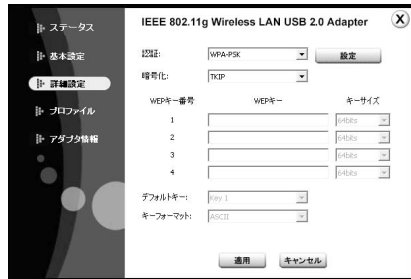 IEEE 802.11g Wireless LAN USB 2.0 Adapter
X
ステータス
基本設定
詳細設定
プロファイル
アダプタ情報
認証: WPA-PSK 設定
暗号化: TKIP
WEPキー番号 WEPキー キーサイズ
1 64bits
2 64bits
3 64bits
4 64bits
デフォルトキー: Key 1
キーフォーマット: ASCII
適用 キャンセル